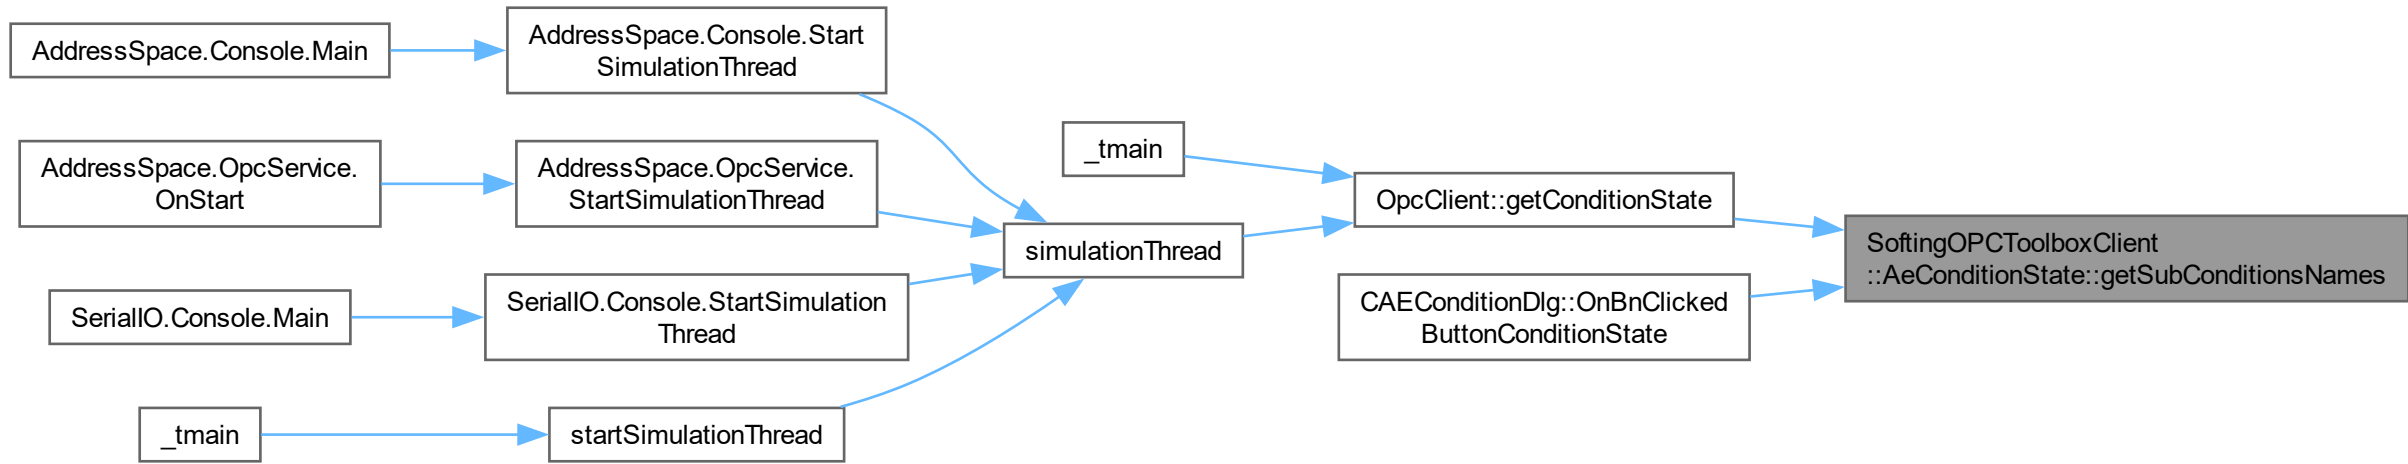 AddressSpace.Console.Main
AddressSpace.Console.Start
SimulationThread
AddressSpace.OpcService.
OnStart
AddressSpace.OpcService.
StartSimulationThread
SerialIO.Console.Main
SerialIO.Console.StartSimulation
Thread
_tmain
startSimulationThread
simulationThread
_tmain
OpcClient::getConditionState
CAEConditionDlg::OnBnClicked
ButtonConditionState
SoftingOPCToolboxClient
::AeConditionState::getSubConditionsNames